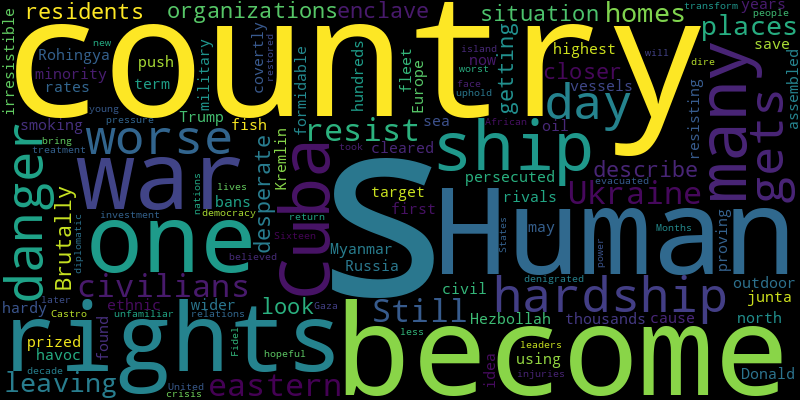 transform
residents
organizations
enclave
situation
homes
years
people
irresistible
country
new
highest
places
save
Rohingya
push
military
covertly
restored
hundreds
fleet
Europe
formidable
getting
island
now
will
closer
worst
dire
minority
term
rates
vessels
face
uphold
many
gets
assembled
smoking
Trump
fish
young
pressure
bring
treatment
worse
resist
sea
African
oil
day
resisting
danger
war
desperate
Kremlin
took
cleared
ship
persecuted
evacuated
describe
Brutally
nations
lives
bans
democracy
Cuba
target
first
rivals
Ukraine
investment
diplomatic
one
return
Sixteen
believed
S
Human
may
States
Months
power
proving
Myanmar
Russia
civil
denigrated
outdoor
junta
civilians
hardship
hardy
later
ethnic
wider
look
Gaza
Still
Hezbollah
thousands
cause
north
Castro
unfamiliar
relations
rights
prized
havoc
found
Fidel
hopeful
less
become
leaders
using
idea
injuries
Donald
decade
leaving
United
crisis
eastern